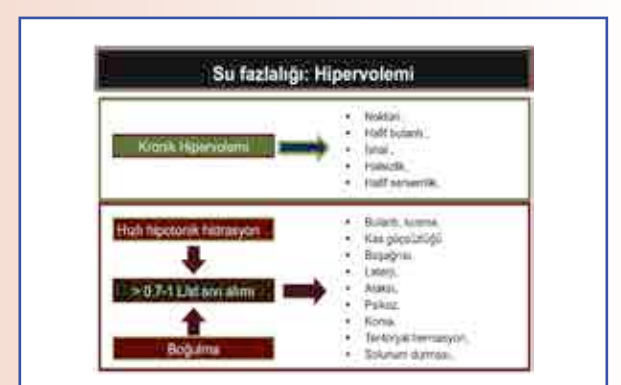 Su fazlalığı: Hipervolemi
Kronik Hipervolemi
• Noktüri,
• Hafif bulantı,
• İshal,
• Halsizlik,
• Hafif sersemlik,
Hızlı hipotonik hidrasyon
> 0.7-1 L/st sıvı alımı
Boğulma
• Bulantı, kusma,
• Kas güçsüzlüğü
• Başağrısı,
• Letarji,
• Ataksi,
• Psikoz,
• Koma,
• Tentoryal herniasyon,
• Solunum durması,